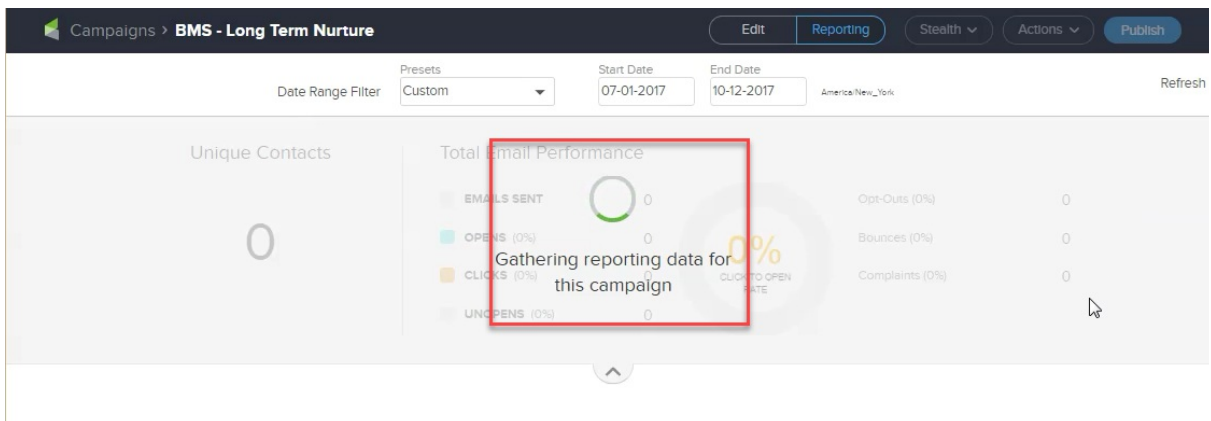 Campaigns > BMS - Long Term Nurture
Edit
Reporting
Stealth
Actions
Publish
Date Range Filter
Presets
Custom
Start Date
07-01-2017
End Date
10-12-2017
America/New_York
Refresh
Unique Contacts
0
Total Email Performance
EMAILS SENT 0
OPENS (0%) 0
CLICKS (0%) 0
UNOPENS (0%) 0
Gathering reporting data for
this campaign
0%
CLICK TO OPEN
RATE
Opt-Outs (0%) 0
Bounces (0%) 0
Complaints (0%) 0